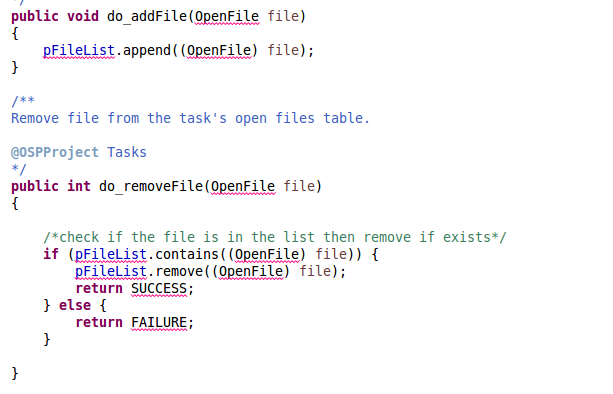 */
public void do_addFile(OpenFile file)
{
    pFileList.append((OpenFile) file);
}
/**
Remove file from the task's open files table.
@OSPProject Tasks
*/
public int do_removeFile(OpenFile file)
{
    /*check if the file is in the list then remove if exists*/
    if (pFileList.contains((OpenFile) file)) {
        pFileList.remove((OpenFile) file);
        return SUCCESS;
    } else {
        return FAILURE;
    }
}